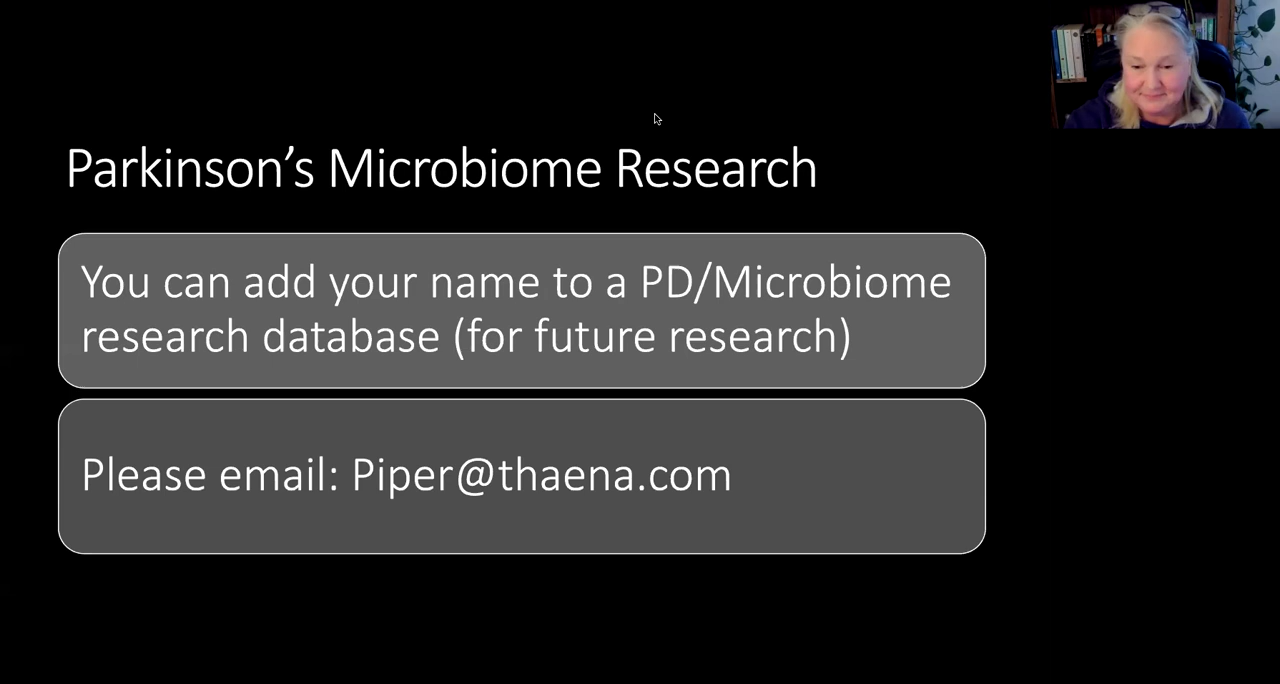 Parkinson’s Microbiome Research
You can add your name to a PD/Microbiome
research database (for future research)
Please email: Piper@thaena.com